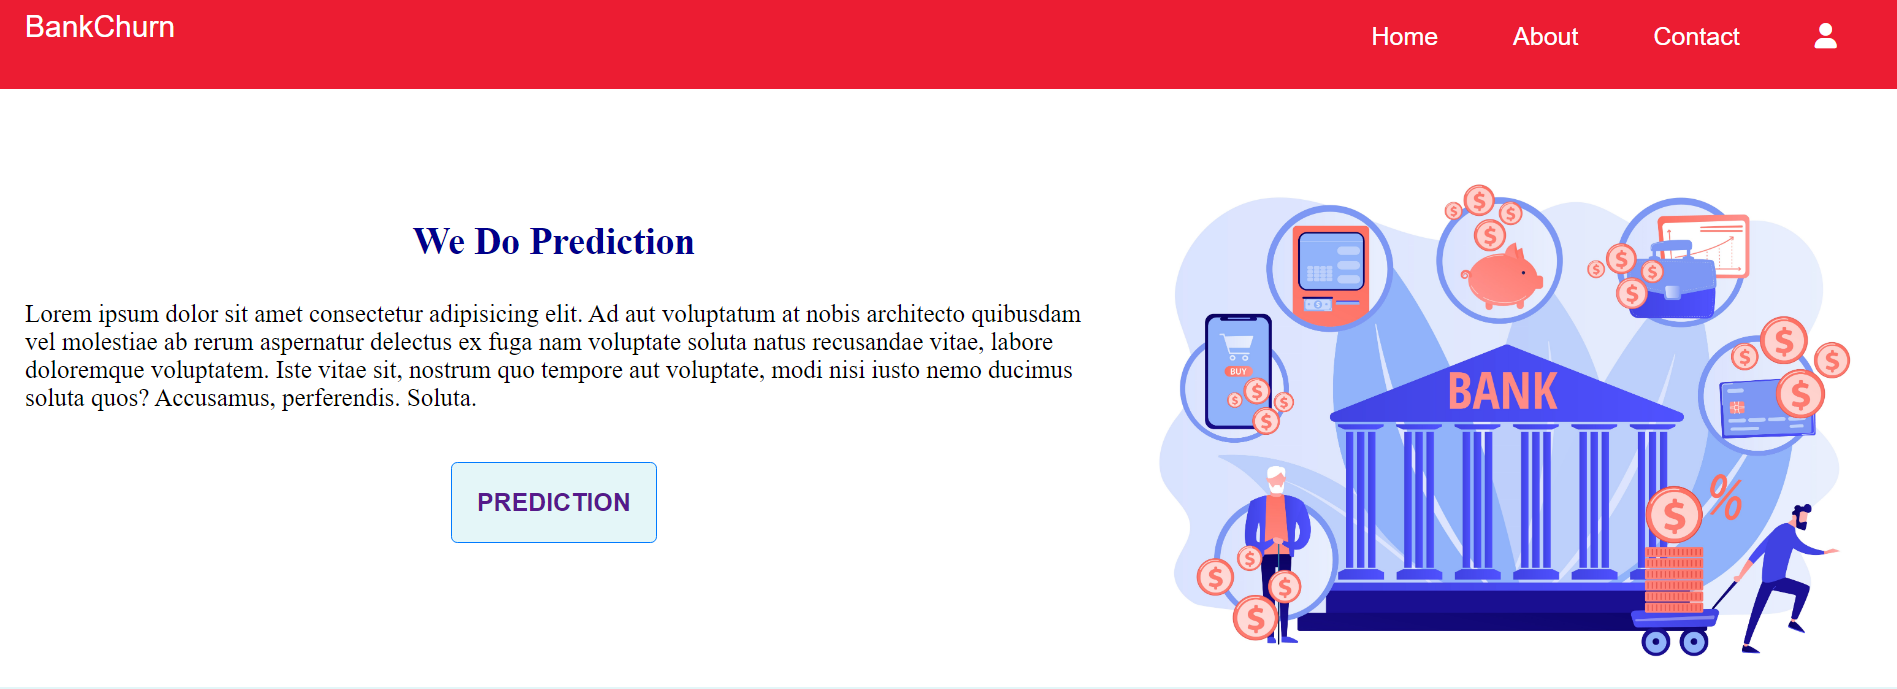 BankChurn
Home About Contact
We Do Prediction
Lorem ipsum dolor sit amet consectetur adipisicing elit. Ad aut voluptatum at nobis architecto quibusdam
vel molestiae ab rerum aspernatur delectus ex fuga nam voluptate soluta natus recusandae vitae, labore
doloremque voluptatem. Iste vitae sit, nostrum quo tempore aut voluptate, modi nisi iusto nemo ducimus
soluta quos? Accusamus, perferendis. Soluta.
PREDICTION
BUY
BANK
%